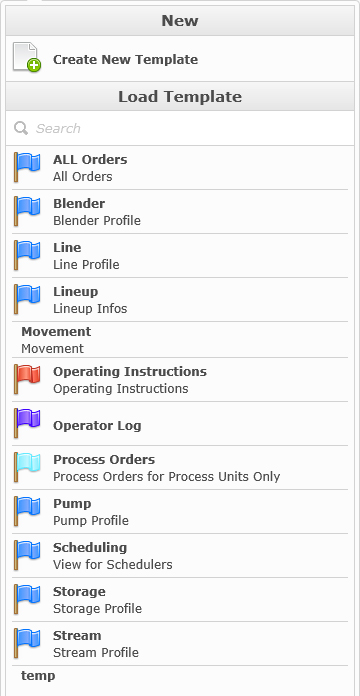 New
Create New Template
Load Template
Search
ALL Orders
All Orders
Blender
Blender Profile
Line
Line Profile
Lineup
Lineup Infos
Movement
Movement
Operating Instructions
Operating Instructions
Operator Log
Process Orders
Process Orders for Process Units Only
Pump
Pump Profile
Scheduling
View for Schedulers
Storage
Storage Profile
Stream
Stream Profile
temp